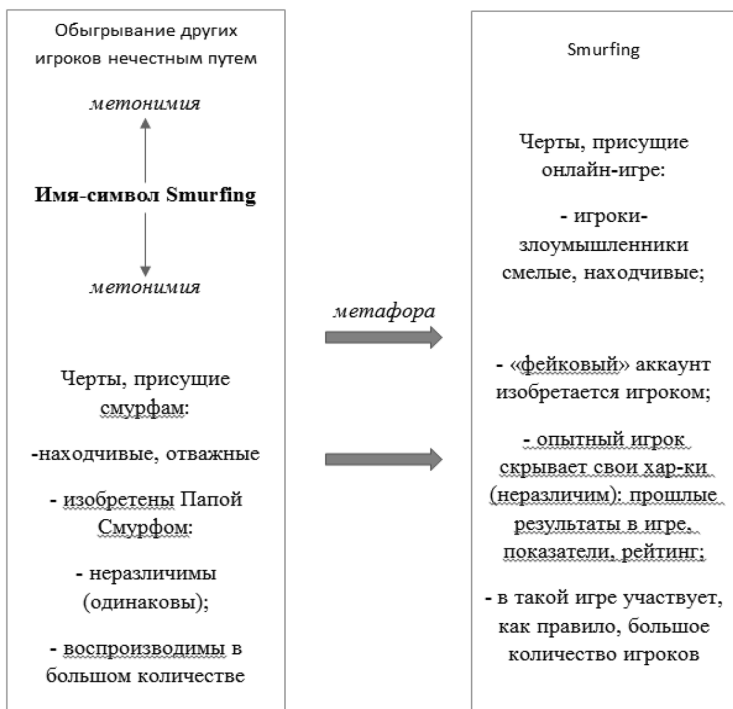 Обыгрывание других
игроков нечестным путем
метонимия
Имя-символ Smurfing
метонимия
Черты, присущие
смурфам:
-находчивые, отважные
- изобретены Папой
Смурфом:
- неразличимы
(одинаковы);
- воспроизводимы в
большом количестве
метафора
Smurfing
Черты, присущие
онлайн-игре:
- игроки-
злоумышленники
смелые, находчивые;
- «фейковый» аккаунт
изобретается игроком;
- опытный игрок
скрывает свои хар-ки
(неразличим): прошлые
результаты в игре,
показатели, рейтинг;
- в такой игре участвует,
как правило, большое
количество игроков